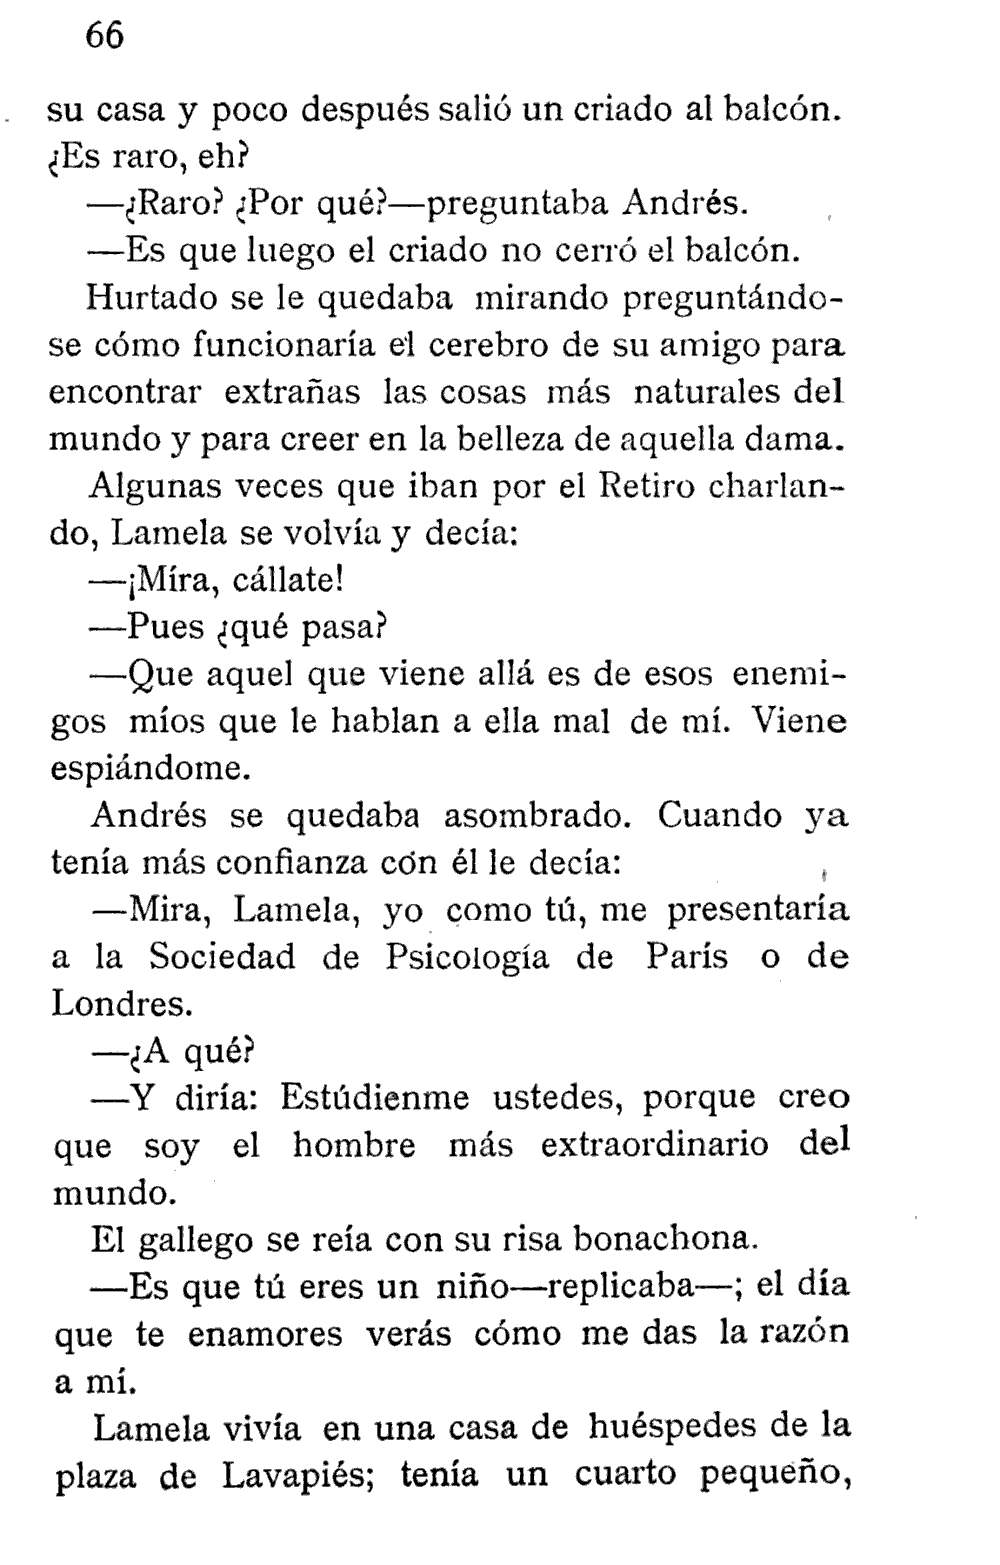 66
su casa y poco después salió un criado al balcón.
¿Es raro, eh?
—¿Raro? ¿Por qué?—preguntaba Andrés.
—Es que luego el criado no cerró el balcón.
Hurtado se le quedaba mirando preguntándo-
se cómo funcionaría el cerebro de su amigo para
encontrar extrañas las cosas más naturales del
mundo y para creer en la belleza de aquella dama.
Algunas veces que iban por el Retiro charlan-
do, Lamela se volvía y decía:
—¡Míra, cállate!
—Pues ¿qué pasa?
—Que aquel que viene allá es de esos enemi-
gos míos que le hablan a ella mal de mí. Viene
espiándome.
Andrés se quedaba asombrado. Cuando ya
tenía más confianza con él le decía:
—Mira, Lamela, yo como tú, me presentaría
a la Sociedad de Psicología de París o de
Londres.
—¿A qué?
—Y diría: Estúdienme ustedes, porque creo
que soy el hombre más extraordinario del
mundo.
El gallego se reía con su risa bonachona.
—Es que tú eres un niño—replicaba—; el día
que te enamores verás cómo me das la razón
a mí.
Lamela vivía en una casa de huéspedes de la
plaza de Lavapiés; tenía un cuarto pequeño,